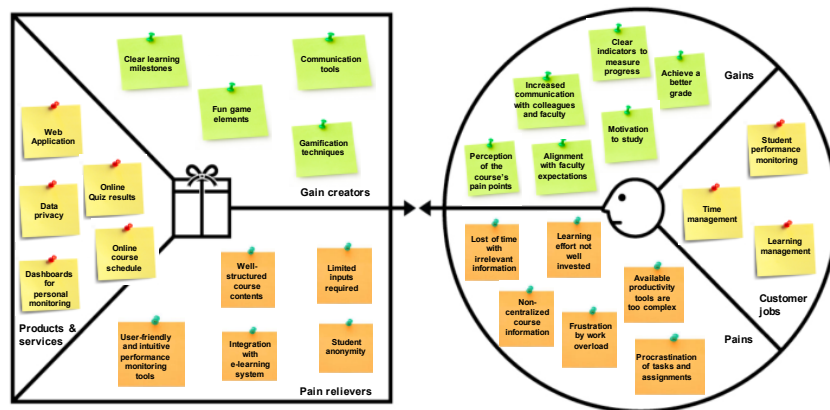 Clear learning
milestones
Communication
tools
Fun game
elements
Gamification
techniques
Gain creators
Web
Application
Online
Quiz results
Data
privacy
Online
course
schedule
Dashboards
for
personal
monitoring
Products &
services
Well-
structured
course
contents
Limited
inputs
required
User-friendly
and intuitive
performance
monitoring
tools
Integration
with
e-learning
system
Student
anonymity
Pain relievers
Clear
indicators to
measure
progress
Achieve a
better
grade
Gains
Increased
communication
with colleagues
and faculty
Motivation
to study
Perception
of the
course's
pain points
Alignment
with faculty
expectations
Student
performance
monitoring
Time
management
Learning
management
Customer
jobs
Lost of time
with
irrelevant
information
Learning
effort not
well
invested
Available
productivity
tools are
too complex
Non-
centralized
course
information
Frustration
by work
overload
Procrastination
of tasks and
assignments
Pains